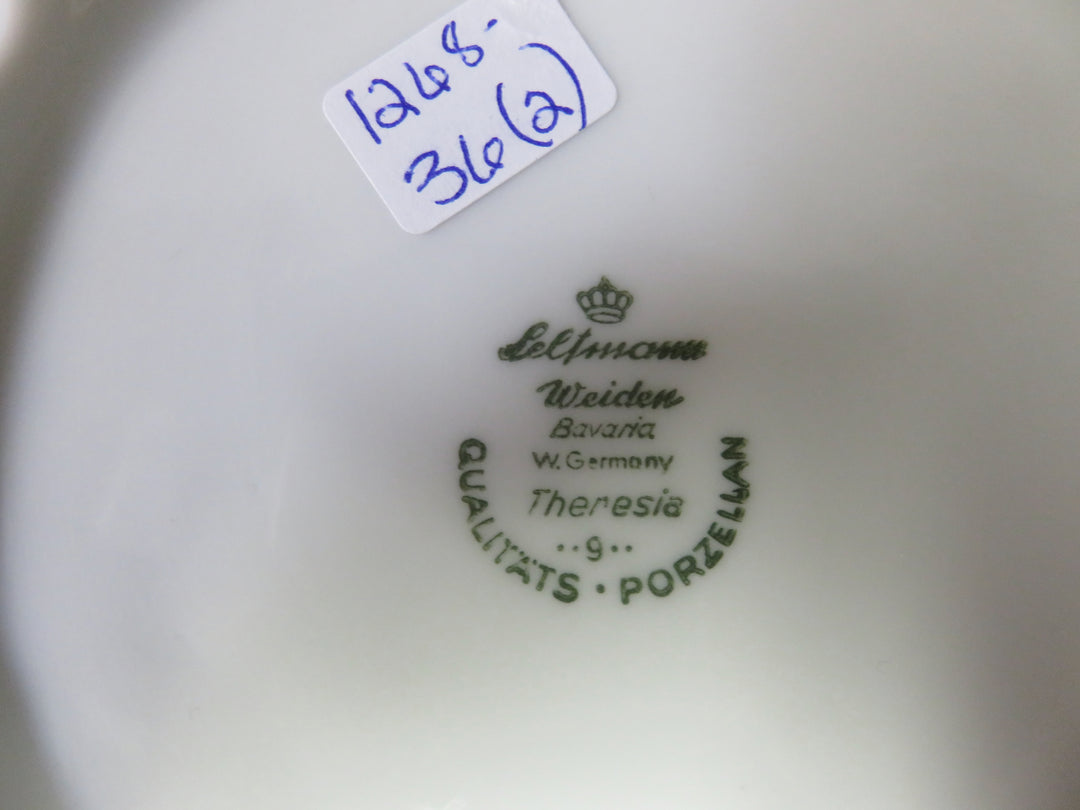 1268-
36(2)
Seltmann
Weiden
Bavaria
W. Germany
Theresia
··9··
QUALITÄTS · PORZELLAN